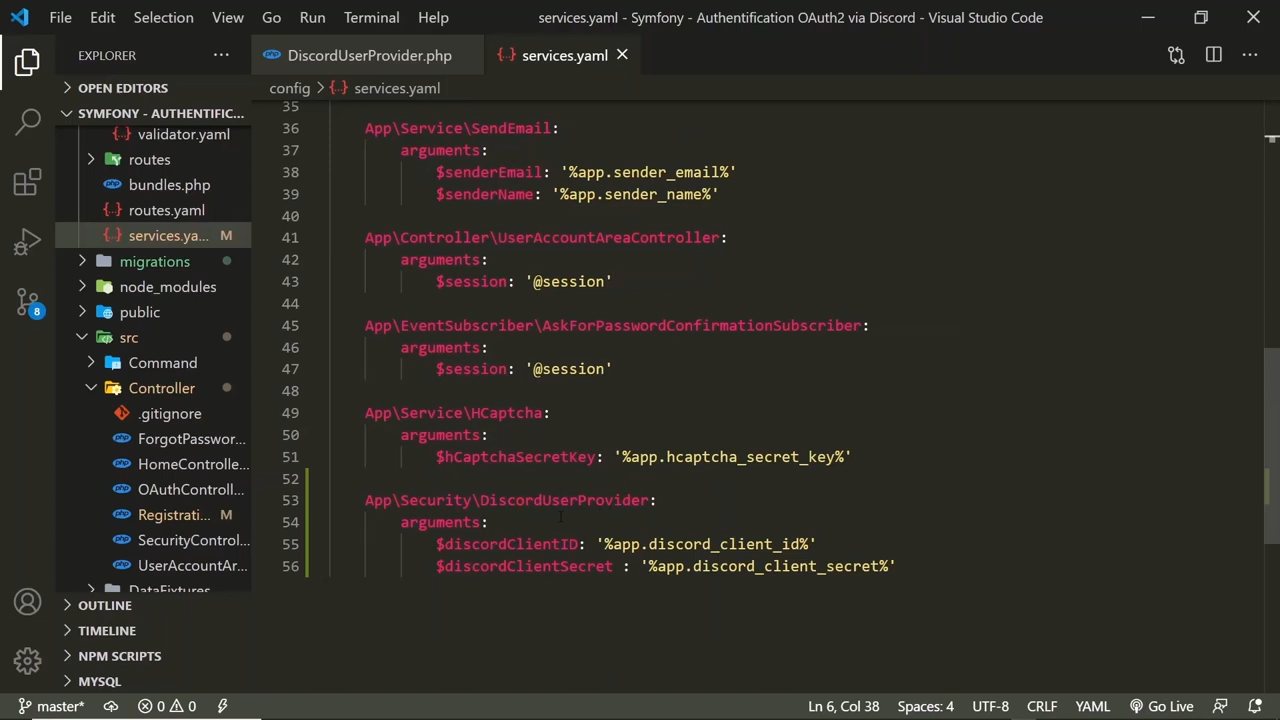 File Edit Selection View Go Run Terminal Help
services.yaml - Symfony - Authentification OAuth2 via Discord - Visual Studio Code
EXPLORER
DiscordUserProvider.php
services.yaml
OPEN EDITORS
config > services.yaml
SYMFONY - AUTHENTIFIC...
validator.yaml
routes
bundles.php
routes.yaml
services.ya... M
migrations
node_modules
public
src
Command
Controller
.gitignore
ForgotPasswor...
HomeControlle...
OAuthControll...
Registrati... M
SecurityControl...
UserAccountAr...
DataFixtures
OUTLINE
TIMELINE
NPM SCRIPTS
MYSQL
8
35
36 App\Service\SendEmail:
37 arguments:
38 $senderEmail: '%app.sender_email%'
39 $senderName: '%app.sender_name%'
40
41 App\Controller\UserAccountAreaController:
42 arguments:
43 $session: '@session'
44
45 App\EventSubscriber\AskForPasswordConfirmationSubscriber:
46 arguments:
47 $session: '@session'
48
49 App\Service\HCaptcha:
50 arguments:
51 $hCaptchaSecretKey: '%app.hcaptcha_secret_key%'
52
53 App\Security\DiscordUserProvider:
54 arguments:
55 $discordClientID: '%app.discord_client_id%'
56 $discordClientSecret : '%app.discord_client_secret%'
master* 0 0 Ln 6, Col 38 Spaces: 4 UTF-8 CRLF YAML Go Live